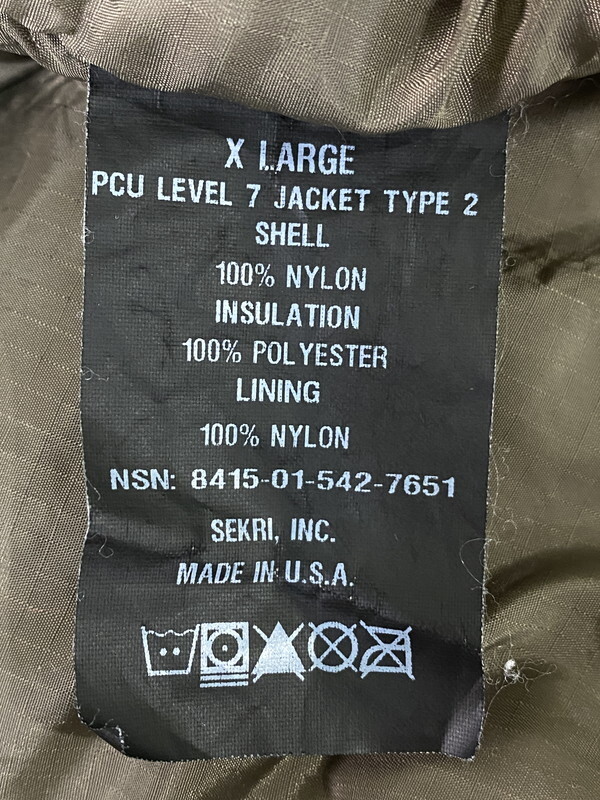 X LARGE
PCU LEVEL 7 JACKET TYPE 2
SHELL
100% NYLON
INSULATION
100% POLYESTER
LINING
100% NYLON
NSN: 8415-01-542-7651
SEKRI, INC.
MADE IN U.S.A.